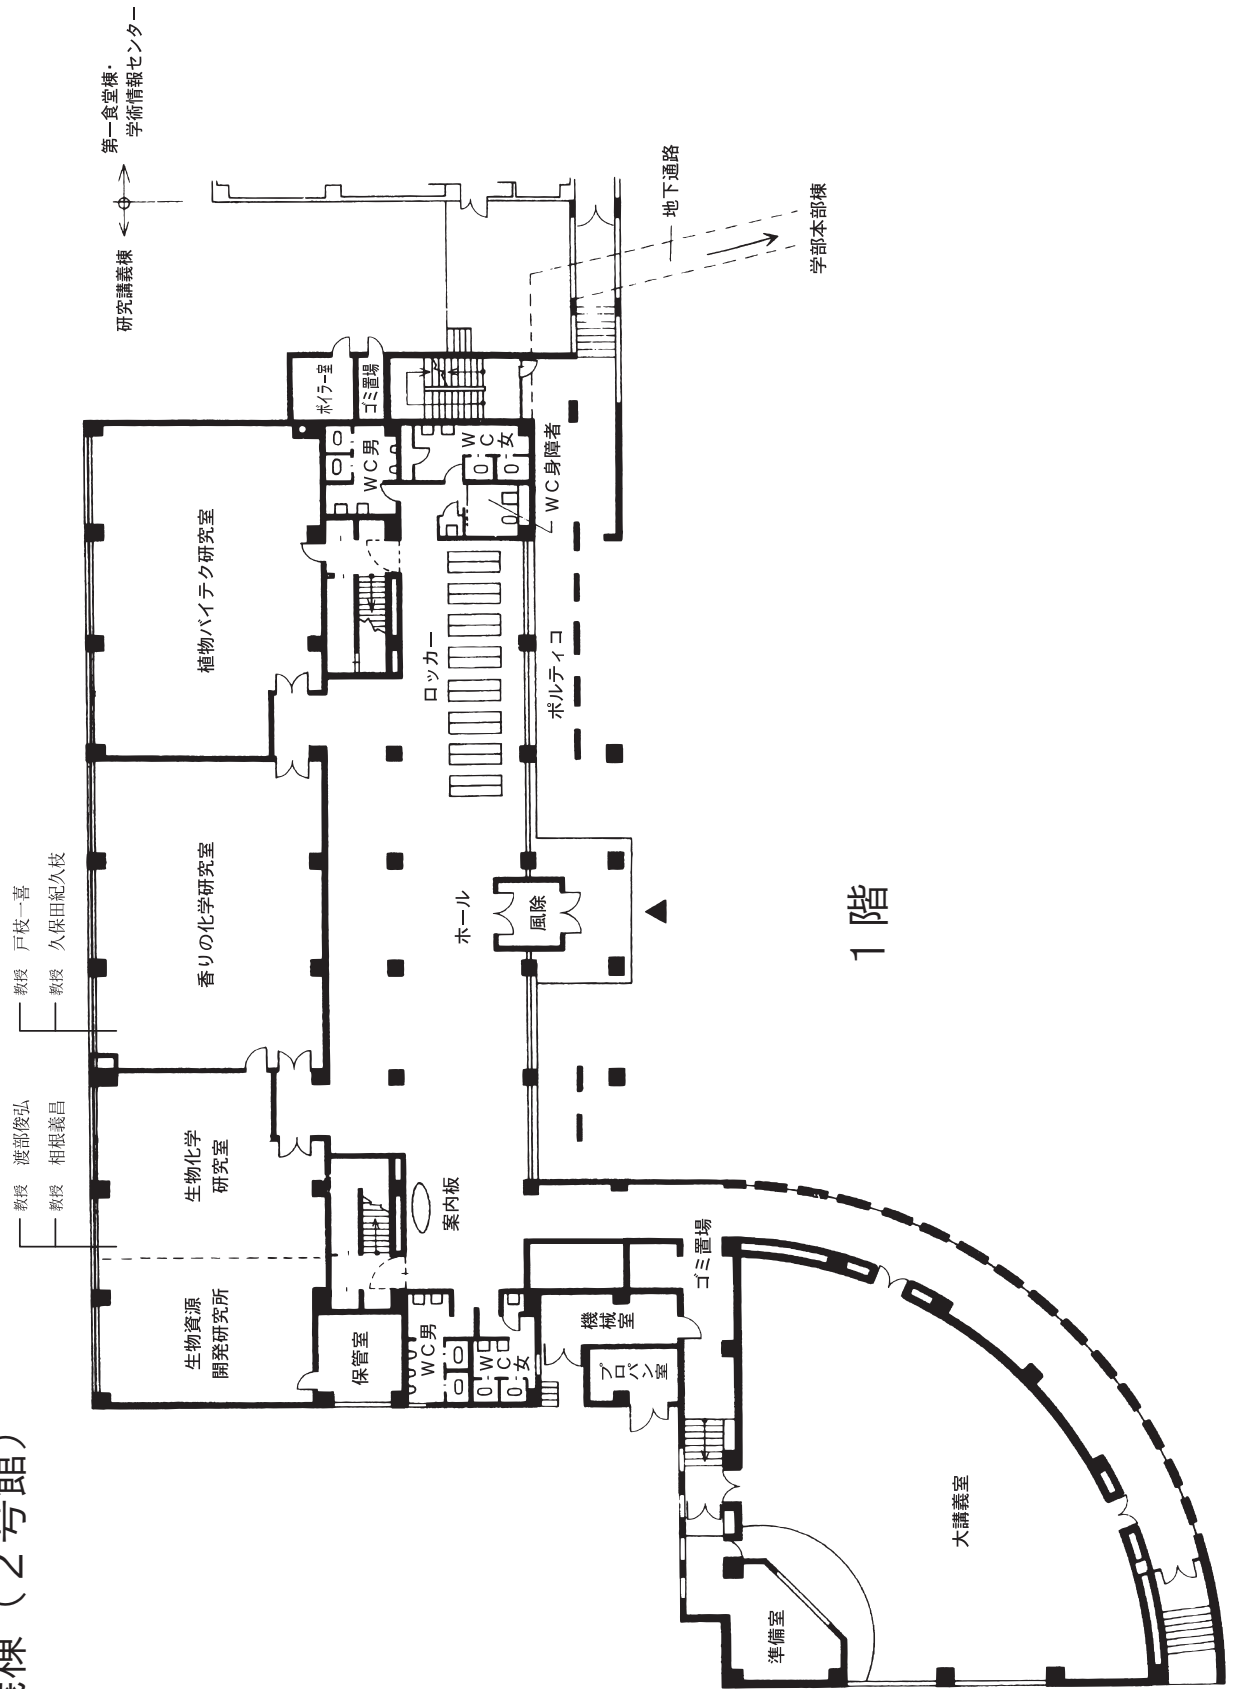 棟（２号館）
教授 渡部俊弘
教授 相根義昌
教授 戸枝一喜
教授 久保田紀久枝
研究講義棟
第一食堂棟・
学術情報センター
生物資源
開発研究所
生物化学
研究室
香りの化学研究室
植物バイテク研究室
ボイラー室
ゴミ置場
保管室
WC男
WC女
案内板
ホール
風除
ロッカー
WC男
WC女
WC身障者
ポルティコ
地下通路
学部本部棟
機械室
プロパン室
ゴミ置場
準備室
大講義室
１階